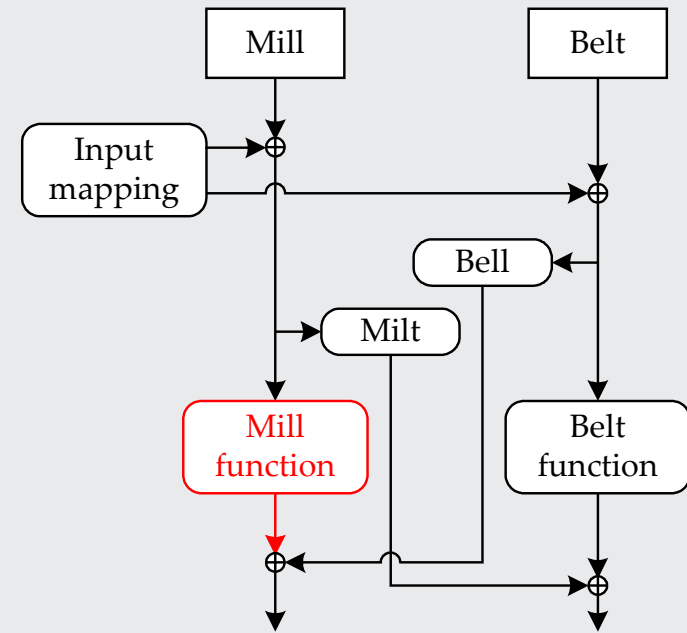 Mill
Belt
Input
mapping
Bell
Milt
Mill
function
Belt
function